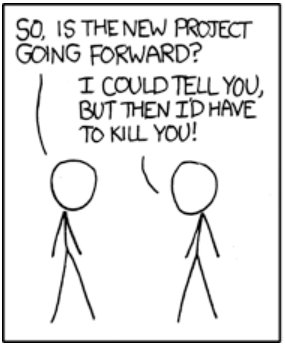 SO, IS THE NEW PROJECT
GOING FORWARD?
I COULD TELL YOU,
BUT THEN I'D HAVE
TO KILL YOU!